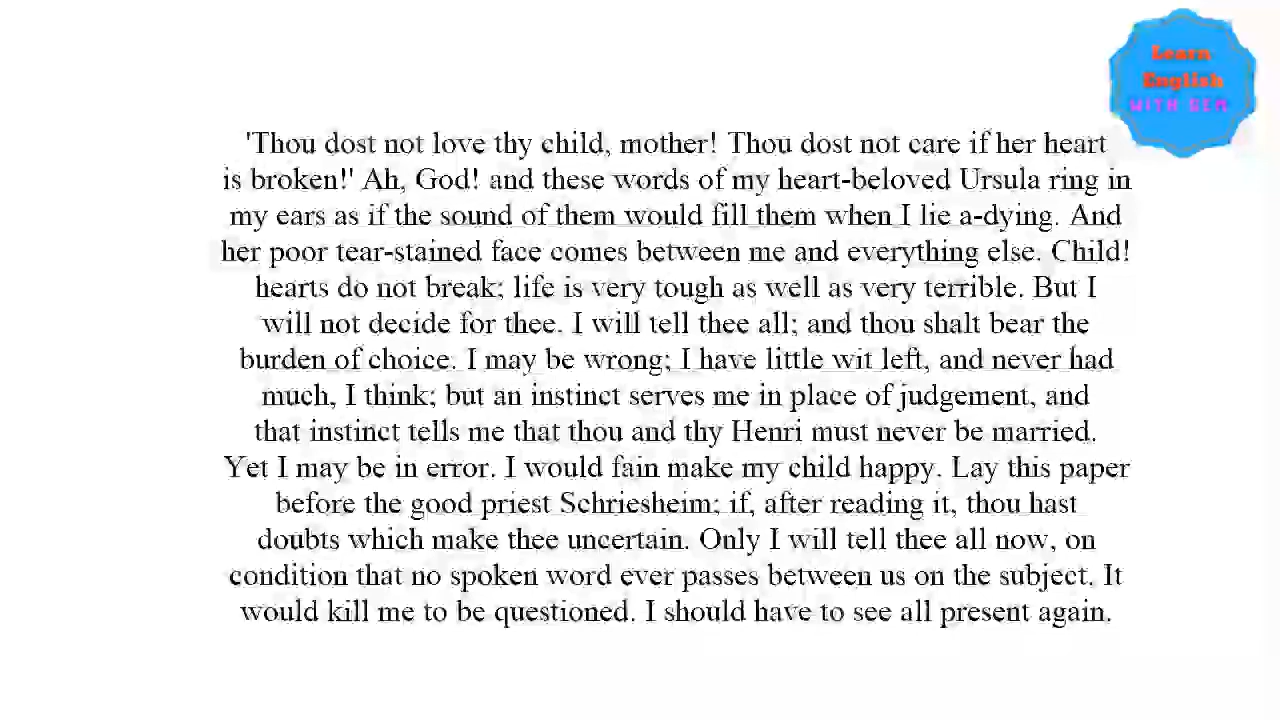 Learn
English
WITH GEM
'Thou dost not love thy child, mother! Thou dost not care if her heart
is broken!' Ah, God! and these words of my heart-beloved Ursula ring in
my ears as if the sound of them would fill them when I lie a-dying. And
her poor tear-stained face comes between me and everything else. Child!
hearts do not break; life is very tough as well as very terrible. But I
will not decide for thee. I will tell thee all; and thou shalt bear the
burden of choice. I may be wrong; I have little wit left, and never had
much, I think; but an instinct serves me in place of judgement, and
that instinct tells me that thou and thy Henri must never be married.
Yet I may be in error. I would fain make my child happy. Lay this paper
before the good priest Schriesheim; if, after reading it, thou hast
doubts which make thee uncertain. Only I will tell thee all now, on
condition that no spoken word ever passes between us on the subject. It
would kill me to be questioned. I should have to see all present again.